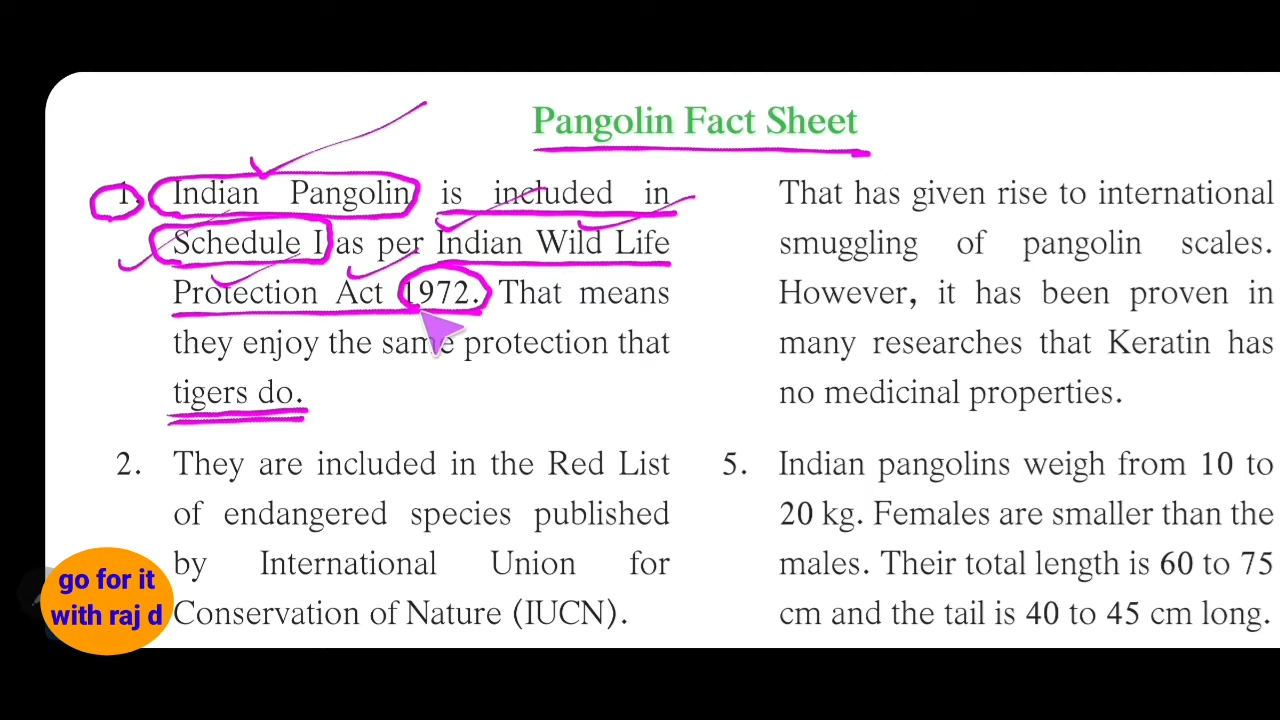 Pangolin Fact Sheet
1. Indian Pangolin is included in
Schedule I as per Indian Wild Life
Protection Act 1972. That means
they enjoy the same protection that
tigers do.
2. They are included in the Red List
of endangered species published
by International Union for
Conservation of Nature (IUCN).
That has given rise to international
smuggling of pangolin scales.
However, it has been proven in
many researches that Keratin has
no medicinal properties.
5. Indian pangolins weigh from 10 to
20 kg. Females are smaller than the
males. Their total length is 60 to 75
cm and the tail is 40 to 45 cm long.
go for it
with raj d